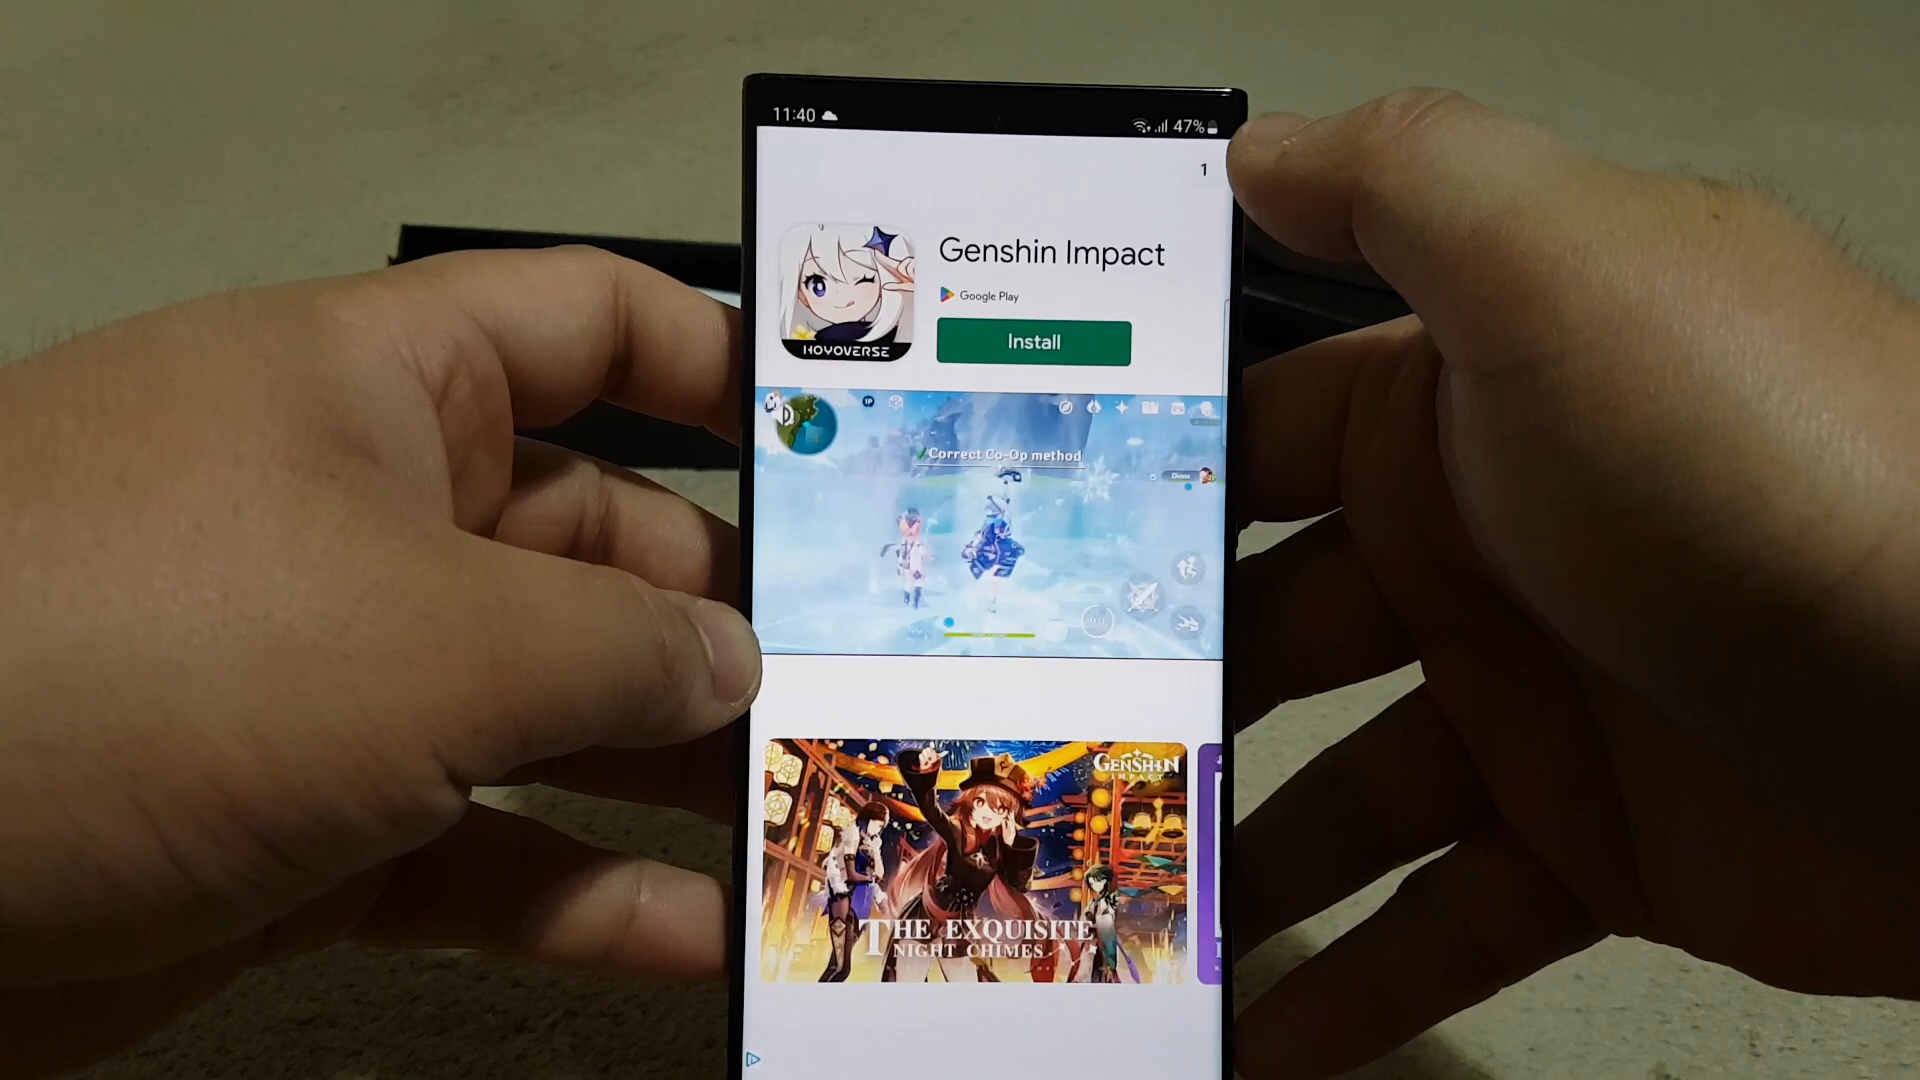 11:40
47%
1
Genshin Impact
Google Play
Install
HOYOVERSE
Correct Co-Op method
Diona
GENSHIN
IMPACT
THE EXQUISITE
NIGHT CHIMES